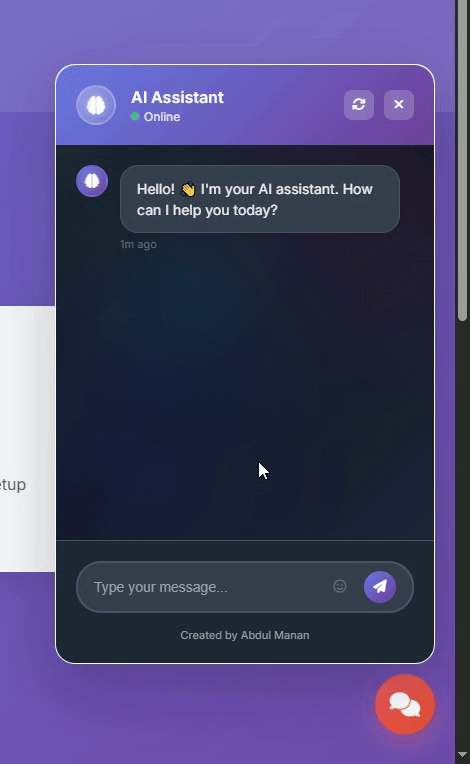 AI Assistant
Online
Hello! 👋 I'm your AI assistant. How
can I help you today?
1m ago
etup
Type your message...
Created by Abdul Manan